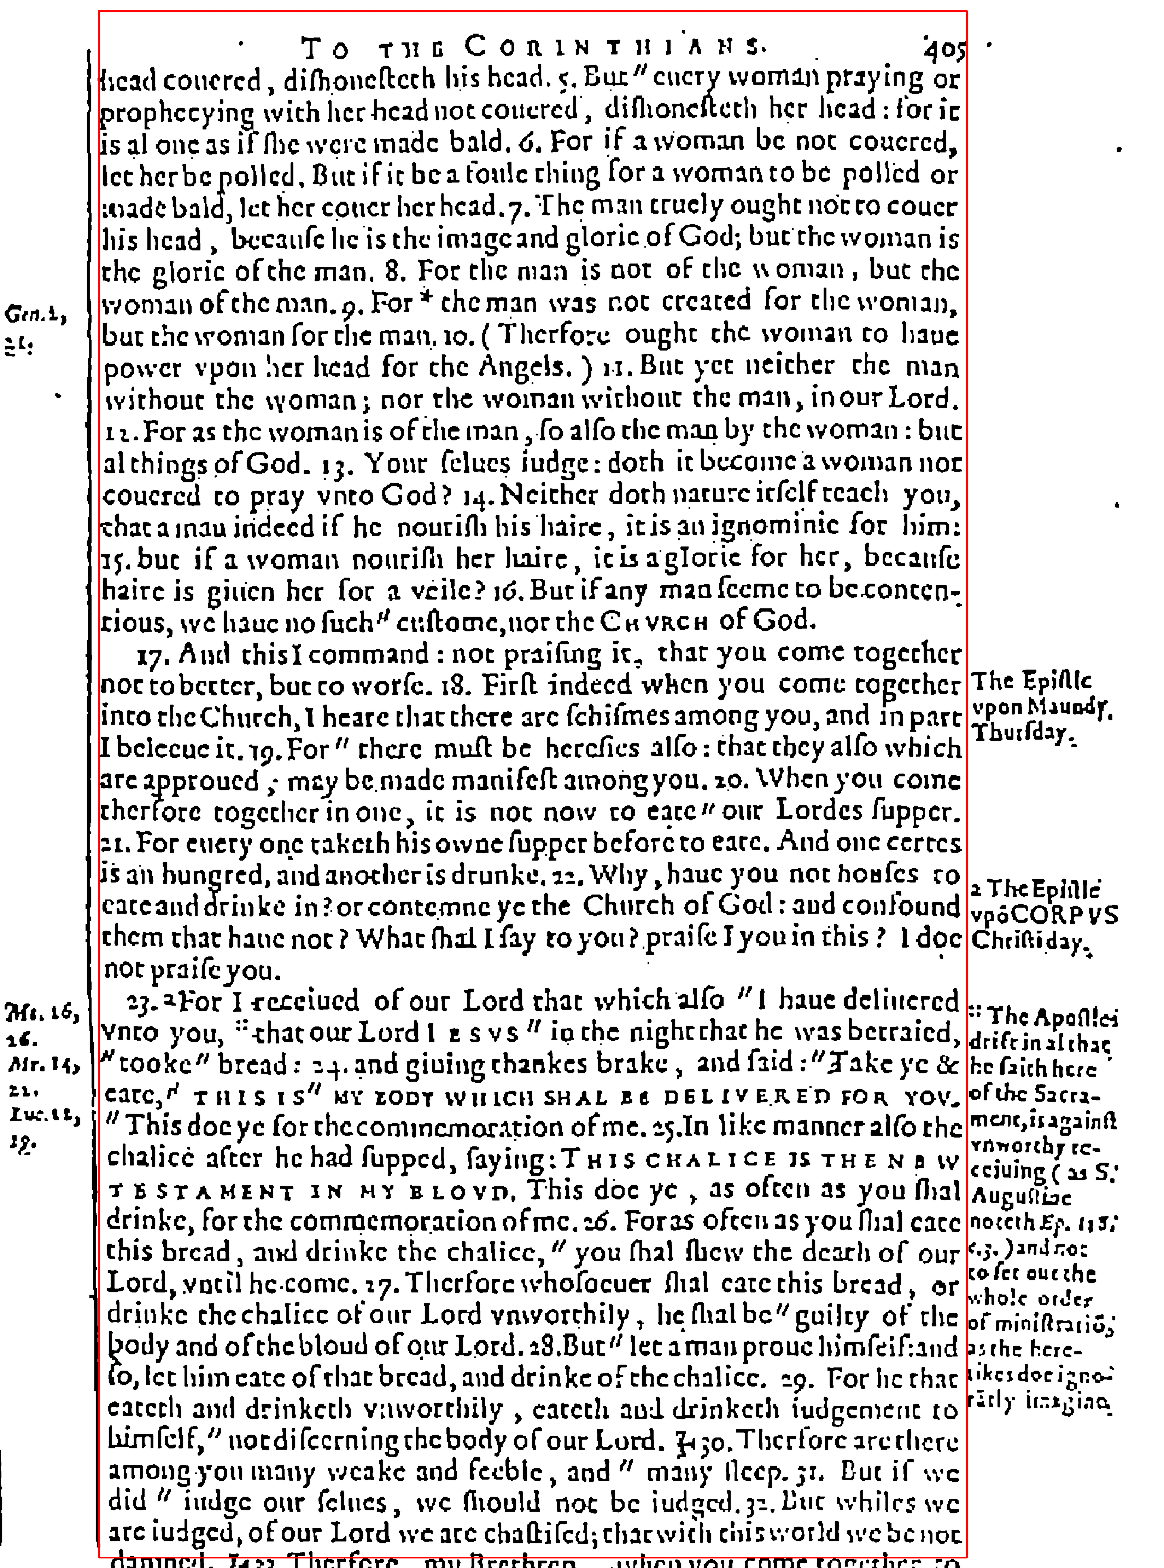 TO THE CORINTHIANS. 405
head couered, dishonesteth his head. 5. But" euery woman praying or
prophecying with her head not couered, dishonesteth her head: for it
is al one as if she were made bald. 6. For if a woman be not couered,
let her be polled. But if it be a foule thing for a woman to be polled or
made bald, let her couer her head. 7. The man truely ought not to couer
his head, because he is the image and glorie of God; but the woman is
the glorie of the man. 8. For the man is not of the woman, but the
woman of the man. 9. For * the man was not created for the woman,
but the woman for the man. 10. (Therfore ought the woman to haue
power vpon her head for the Angels.) 11. But yet neither the man
without the woman; nor the woman without the man, in our Lord.
12. For as the woman is of the man, so also the man by the woman: but
al things of God. 13. Your selues iudge: doth it become a woman not
couered to pray vnto God? 14. Neither doth nature itself teach you,
that a mau indeed if he nourish his haire, it is an ignominie for him:
15. but if a woman nourish her haire, it is a glorie for her, because
haire is giuen her for a veile? 16. But if any man seeme to be conten-
tious, we haue no such" custome, nor the CHVRCH of God.
17. And this I command: not praising it, that you come together
not to better, but to worse. 18. First indeed when you come together
into the Church, I heare that there are schismes among you, and in part
I beleeue it. 19. For" there must be heresies also: that they also which
are approued, may be made manifest among you. 20. When you come
therfore together in one, it is not now to eate" our Lordes supper.
21. For euery one taketh his owne supper before to eate. And one certes
is an hungred, and another is drunke. 22. Why, haue you not houses to
eate and drinke in? or contemne ye the Church of God: and confound
them that haue not? What shal I say to you? praise I you in this? I doe
not praise you.
23. 2 For I receiued of our Lord that which also "I haue deliuered
vnto you, :: that our Lord IESVS " in the night that he was betraied,
"tooke" bread: 24. and giuing thankes brake, and said: "Take ye &
eate," THIS IS" MY BODY WHICH SHAL BE DELIVERED FOR YOV.
"This doe ye for the commemoration of me. 25. In like manner also the
chalice after he had supped, saying: THIS CHALICE IS THE NEW
TESTAMENT IN MY BLOVD. This doe ye, as often as you shal
drinke, for the commemoration of me. 26. For as often as you shal eate
this bread, and drinke the chalice," you shal shew the death of our
Lord, vntil he come. 27. Therfore whosoeuer shal eate this bread, or
drinke the chalice of our Lord vnworthily, he shal be" guilty of the
body and of the bloud of our Lord. 28. But" let a man proue himself: and
so, let him eate of that bread, and drinke of the chalice. 29. For he that
eateth and drinketh vnworthily, eateth and drinketh iudgement to
himself," not discerning the body of our Lord. 30. Therfore are there
among you many weake and feeble, and" many sleep. 31. But if we
did " iudge our selues, we should not be iudged. 32. But whiles we
are iudged, of our Lord we are chastised; that with this world we be not
damned. 33. Therfore my Brethren, when you come together to
Gen. 2,
21.
Mt. 26,
26.
Mr. 14,
22.
Luc. 22,
19.
The Epistle
vpon Maundy,
Thursday.
2 The Epistle
vpō CORPVS
Christi day.
:: The Apostles
drift in al that
he saith here
of the Sacra-
ment, is against
vnworthy re-
ceiuing (as S.
Augustine
noteth Ep. 118.
c. 3.) and not
to set out the
whole order
of ministratiō,
as the here-
tikes doe igno-
rātly imagine